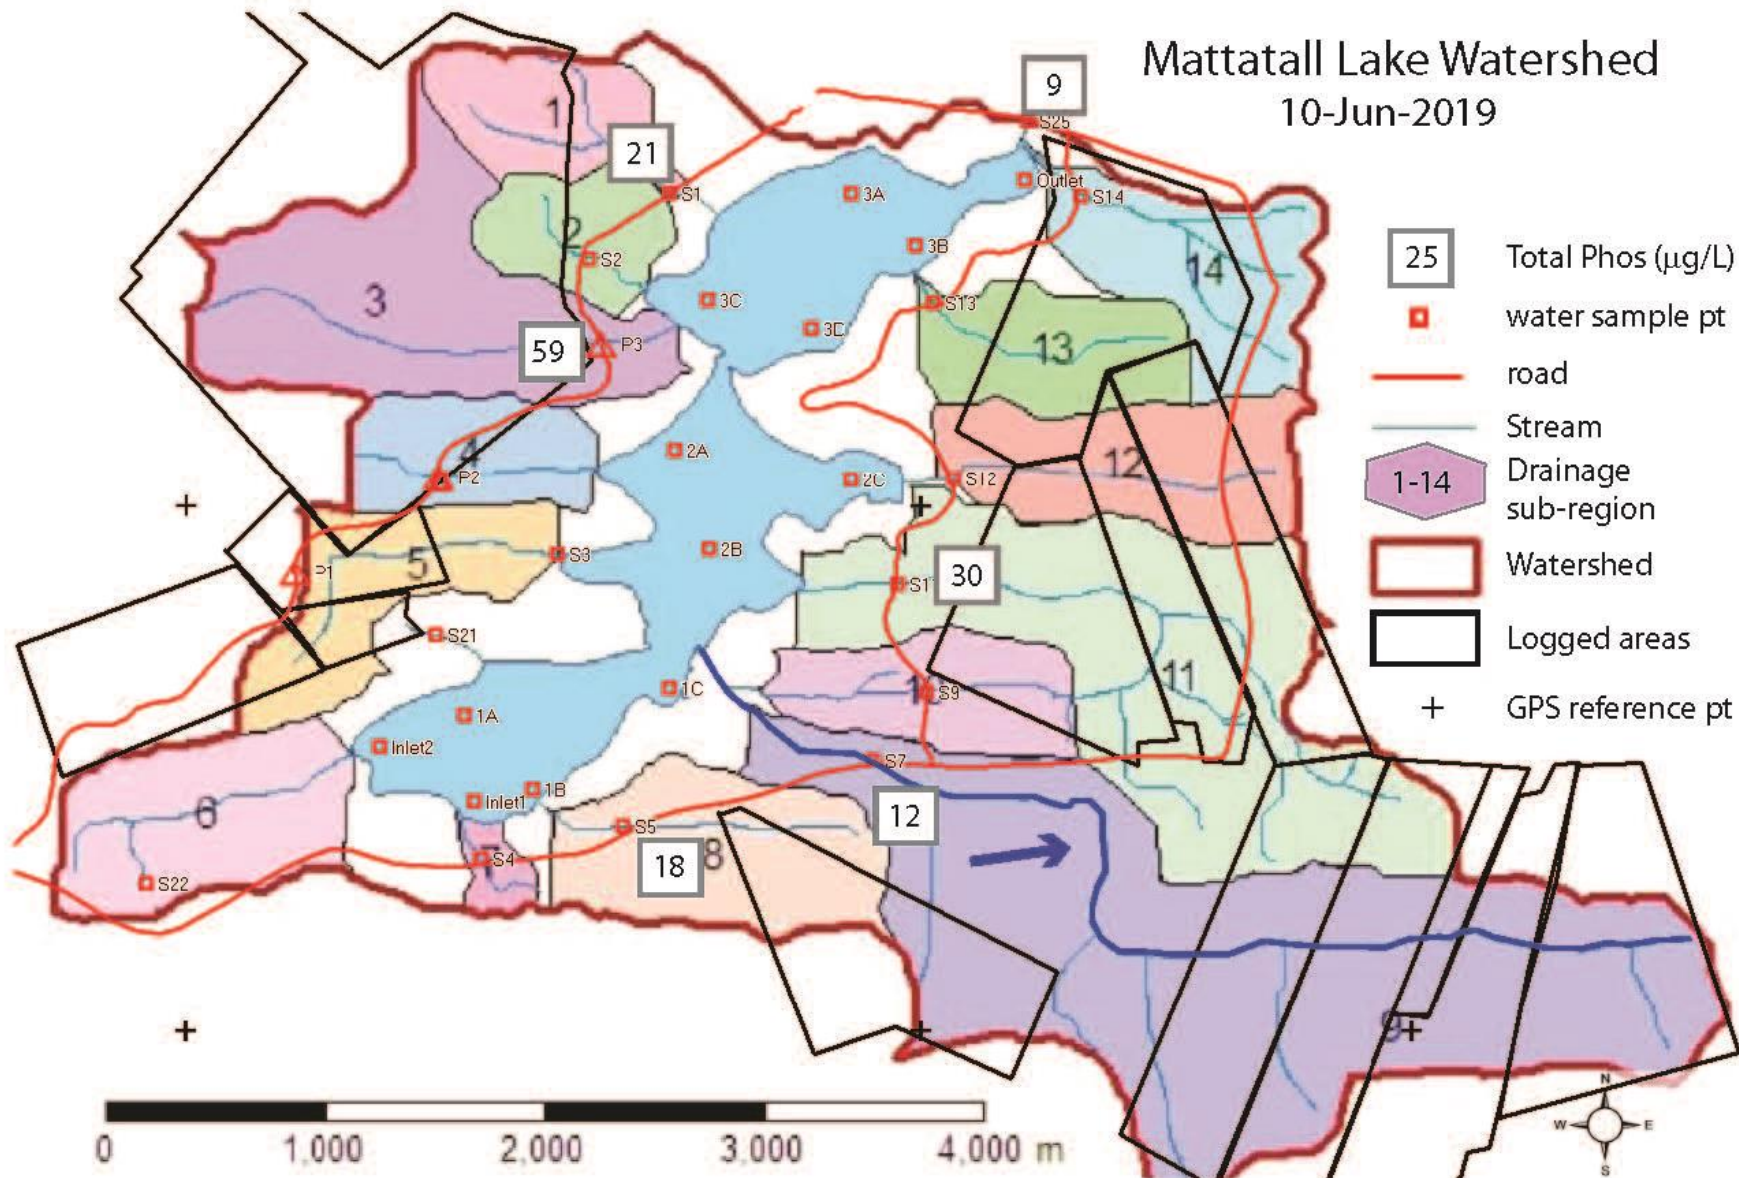 Mattatall Lake Watershed
10-Jun-2019
9
S25
1
21
S1
3A
Outlet
S14
2
S2
3B
14
3
3C
S13
3D
13
59
P3
4
P2
2A
2C
S12
12
5
P1
S3
2B
S1
30
S21
11
1C
S9
1A
Inlet2
S7
6
Inlet1
1B
12
S5
S4
18
8
S22
9
25
Total Phos (µg/L)
water sample pt
road
Stream
1-14
Drainage
sub-region
Watershed
Logged areas
GPS reference pt
0
1,000
2,000
3,000
4,000 m
N
W
E
S